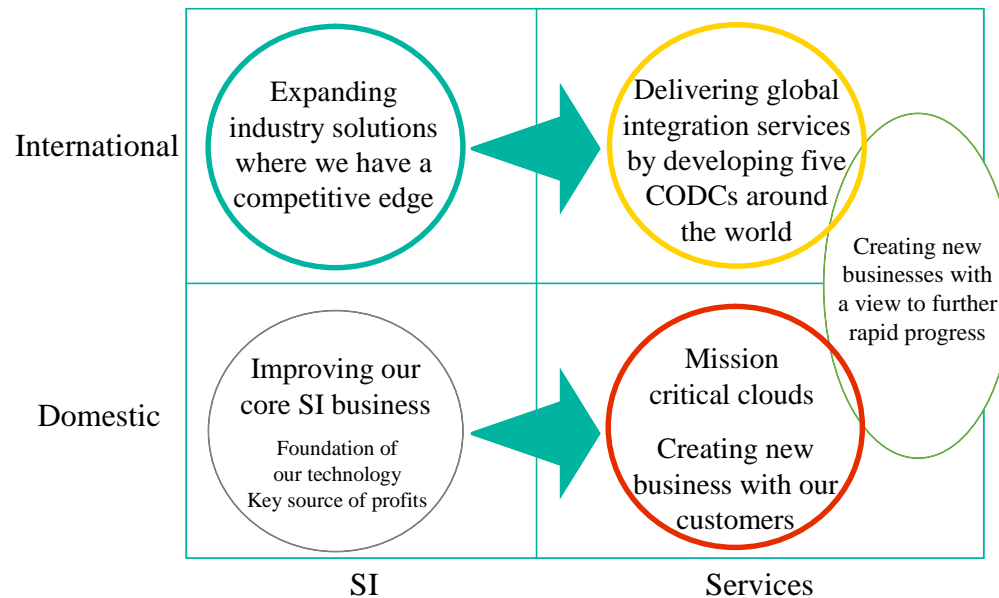 International
Expanding
industry solutions
where we have a
competitive edge
Delivering global
integration services
by developing five
CODCs around
the world
Creating new
businesses with
a view to further
rapid progress
Domestic
Improving our
core SI business
Foundation of
our technology
Key source of profits
Mission
critical clouds
Creating new
business with our
customers
SI
Services